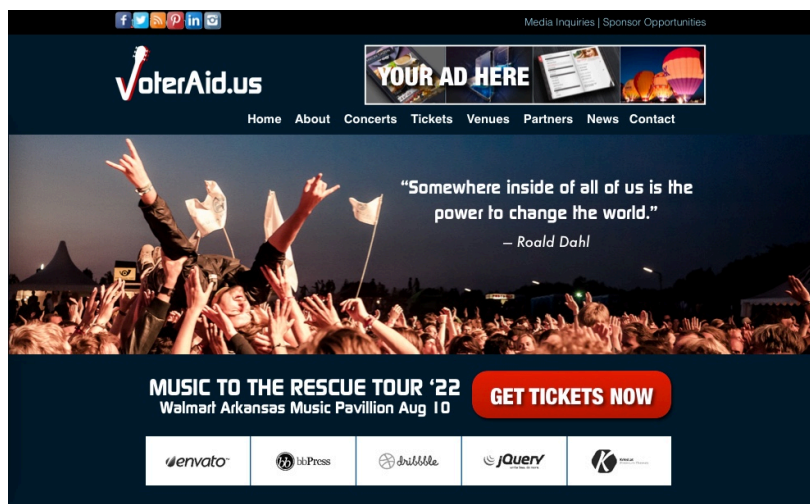 Media Inquiries | Sponsor Opportunities
VoterAid.us
YOUR AD HERE
Home About Concerts Tickets Venues Partners News Contact
“Somewhere inside of all of us is the
power to change the world.”
– Roald Dahl
MUSIC TO THE RESCUE TOUR ‘22
Walmart Arkansas Music Pavillion Aug 10
GET TICKETS NOW
envato bbPress dribbble jQuery